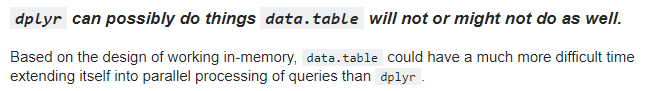 dplyr can possibly do things data.table will not or might not do as well.
Based on the design of working in-memory, data.table could have a much more difficult time
extending itself into parallel processing of queries than dplyr.